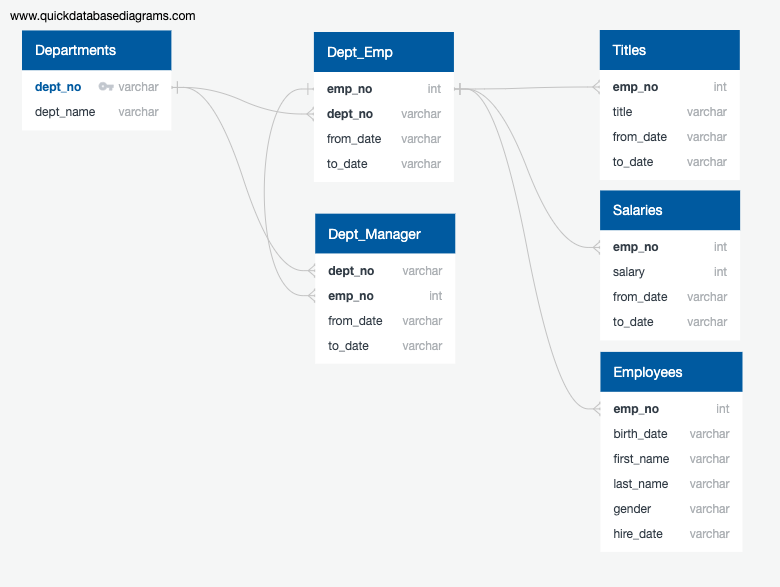 www.quickdatabasediagrams.com
Departments
dept_no varchar
dept_name varchar
Dept_Emp
emp_no int
dept_no varchar
from_date varchar
to_date varchar
Dept_Manager
dept_no varchar
emp_no int
from_date varchar
to_date varchar
Titles
emp_no int
title varchar
from_date varchar
to_date varchar
Salaries
emp_no int
salary int
from_date varchar
to_date varchar
Employees
emp_no int
birth_date varchar
first_name varchar
last_name varchar
gender varchar
hire_date varchar